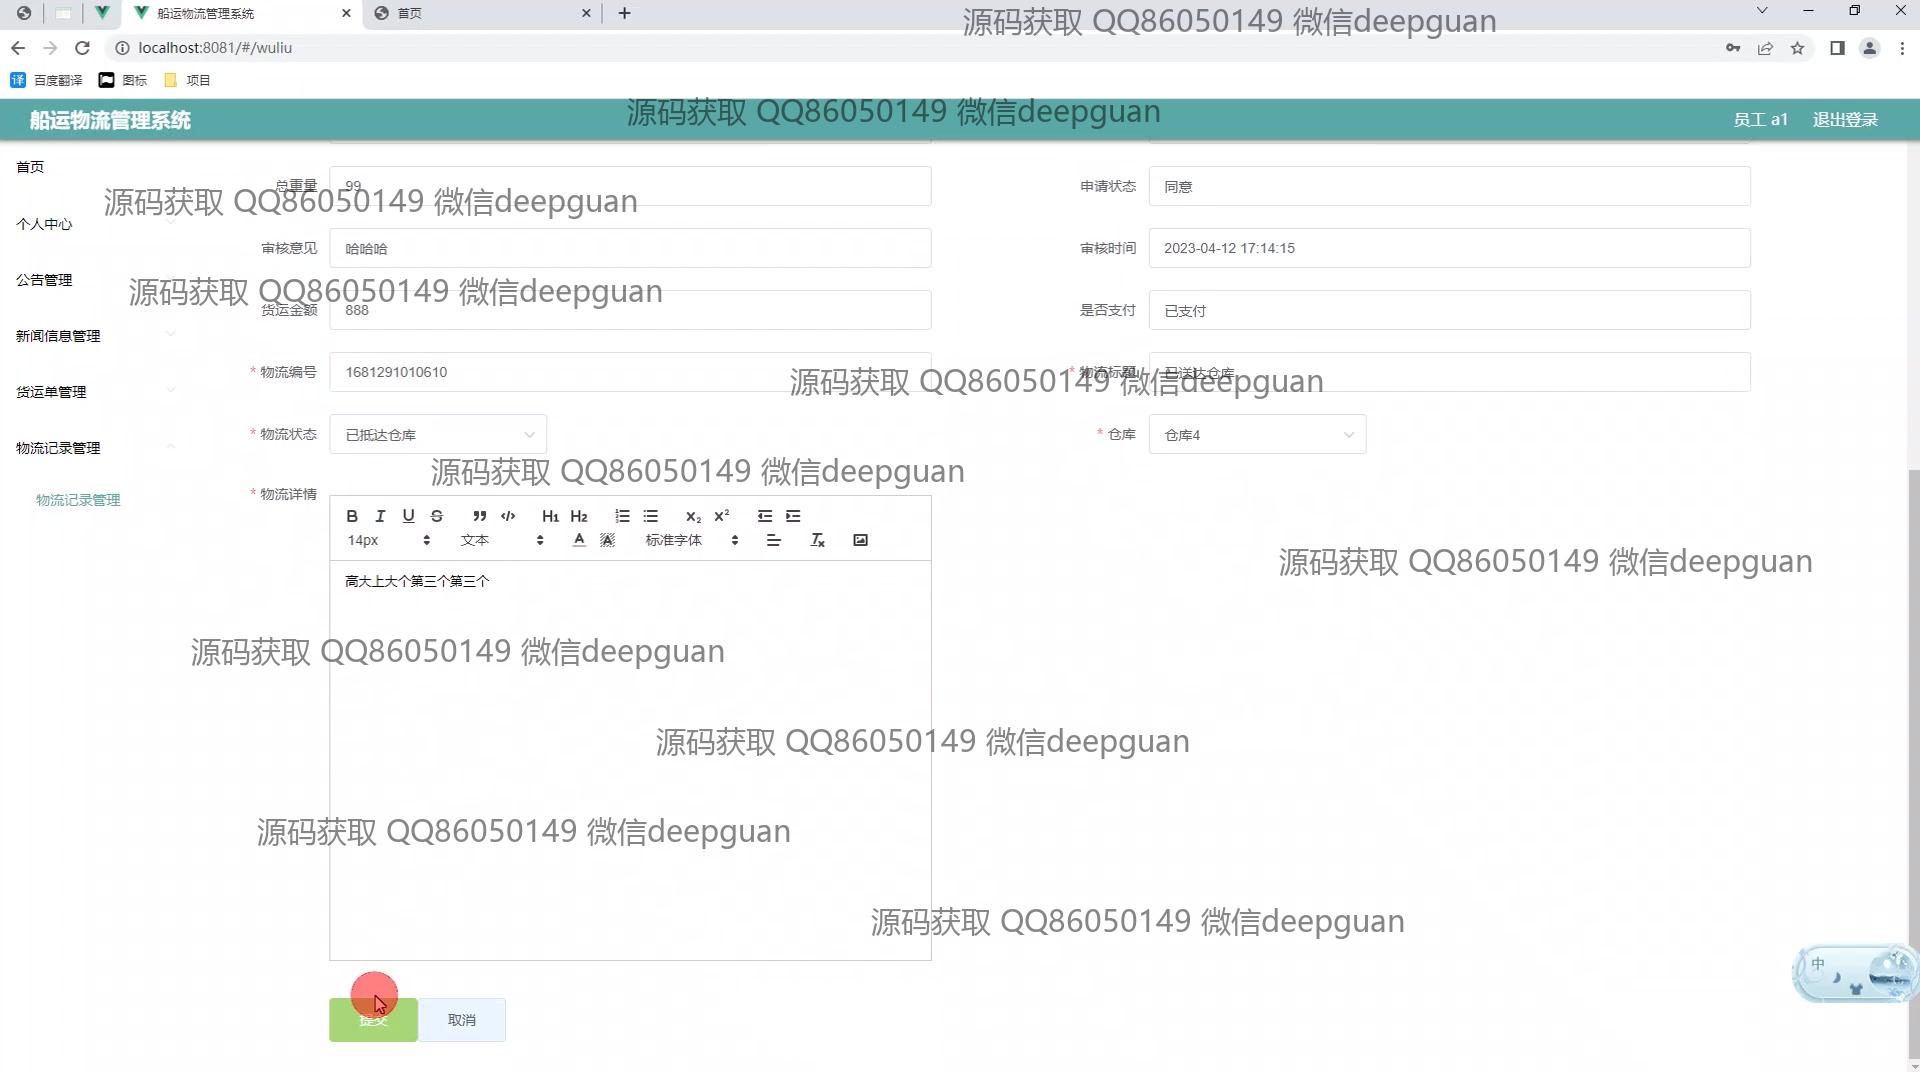 船运物流管理系统
首页
源码获取 QQ86050149 微信deepguan
localhost:8081/#/wuliu
百度翻译
图标
项目
船运物流管理系统
源码获取 QQ86050149 微信deepguan
员工 a1
退出登录
首页
个人中心
公告管理
新闻信息管理
货运单管理
物流记录管理
物流记录管理
总重量 99
申请状态 同意
源码获取 QQ86050149 微信deepguan
审核意见 哈哈哈
审核时间 2023-04-12 17:14:15
源码获取 QQ86050149 微信deepguan
货运金额 888
是否支付 已支付
* 物流编号 1681291010610
* 物流标题 已送达仓库
源码获取 QQ86050149 微信deepguan
* 物流状态 已抵达仓库
* 仓库 仓库4
源码获取 QQ86050149 微信deepguan
* 物流详情
B I U S H1 H2 X2 X2
14px 文本 A A 标准字体 Tx
源码获取 QQ86050149 微信deepguan
高大上大个第三个第三个
源码获取 QQ86050149 微信deepguan
源码获取 QQ86050149 微信deepguan
源码获取 QQ86050149 微信deepguan
源码获取 QQ86050149 微信deepguan
中
提交
取消